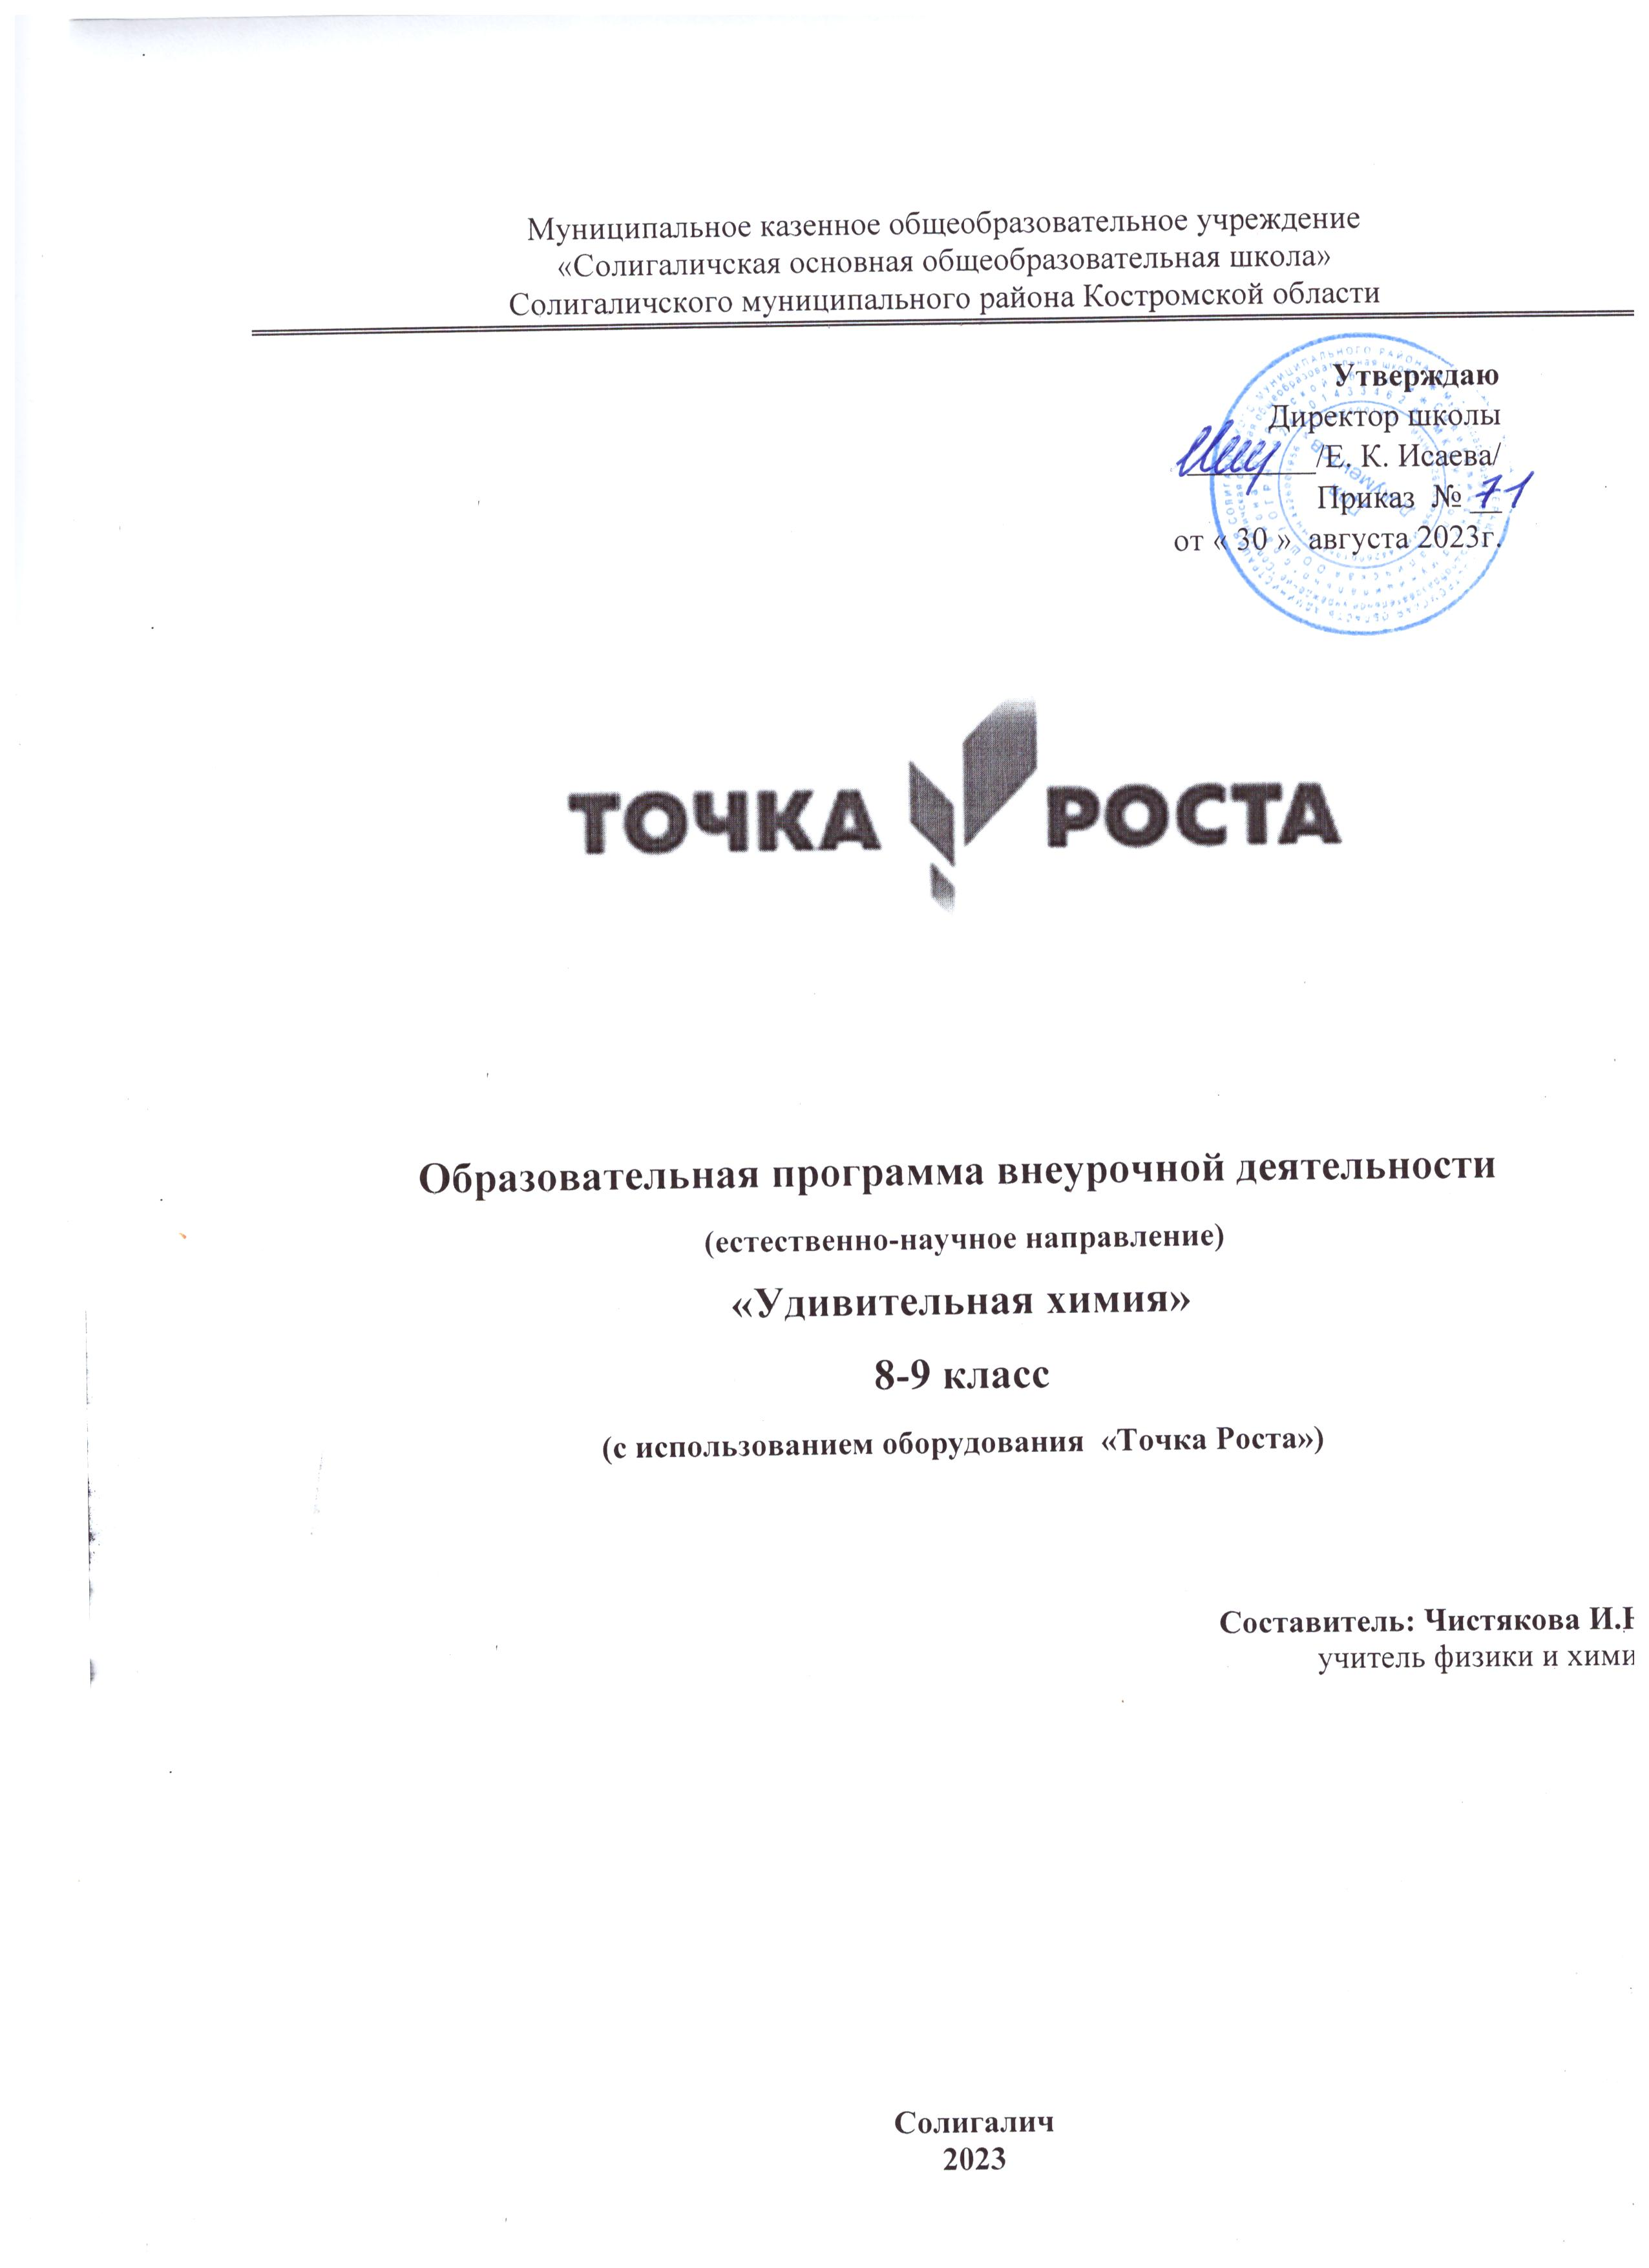 Муниципальное казенное общеобразовательное учреждение
«Солигаличская основная общеобразовательная школа»
Солигаличского муниципального района Костромской области
Утверждаю
Директор школы
/Е. К. Исаева/
Приказ № 71
от « 30 » августа 2023г.
ТОЧКА РОСТА
Образовательная программа внеурочной деятельности
(естественно-научное направление)
«Удивительная химия»
8-9 класс
(с использованием оборудования «Точка Роста»)
Составитель: Чистякова И.
учитель физики и хими
Солигалич
2023